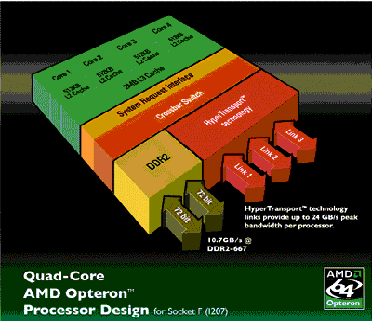 Core 1
Core 2
Core 3
Core 4
512KB
L2 Cache
512KB
L2 Cache
512KB
L2 Cache
512KB
L2 Cache
2MB L3 Cache
System Request Interface
Crossbar Switch
DDR2
HyperTransport™
technology
72 bit
72 bit
Link 1
Link 2
Link 3
HyperTransport™ technology
links provide up to 24 GB/s peak
bandwidth per processor.
10.7GB/s @
DDR2-667
Quad-Core
AMD Opteron™
Processor Design for Socket F (1207)
AMD
64
Opteron